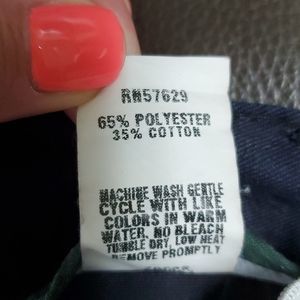 RN57629
65% POLYESTER
35% COTTON
MACHINE WASH GENTLE
CYCLE WITH LIKE
COLORS IN WARM
WATER. NO BLEACH
TUMBLE DRY, LOW HEAT
REMOVE PROMPTLY